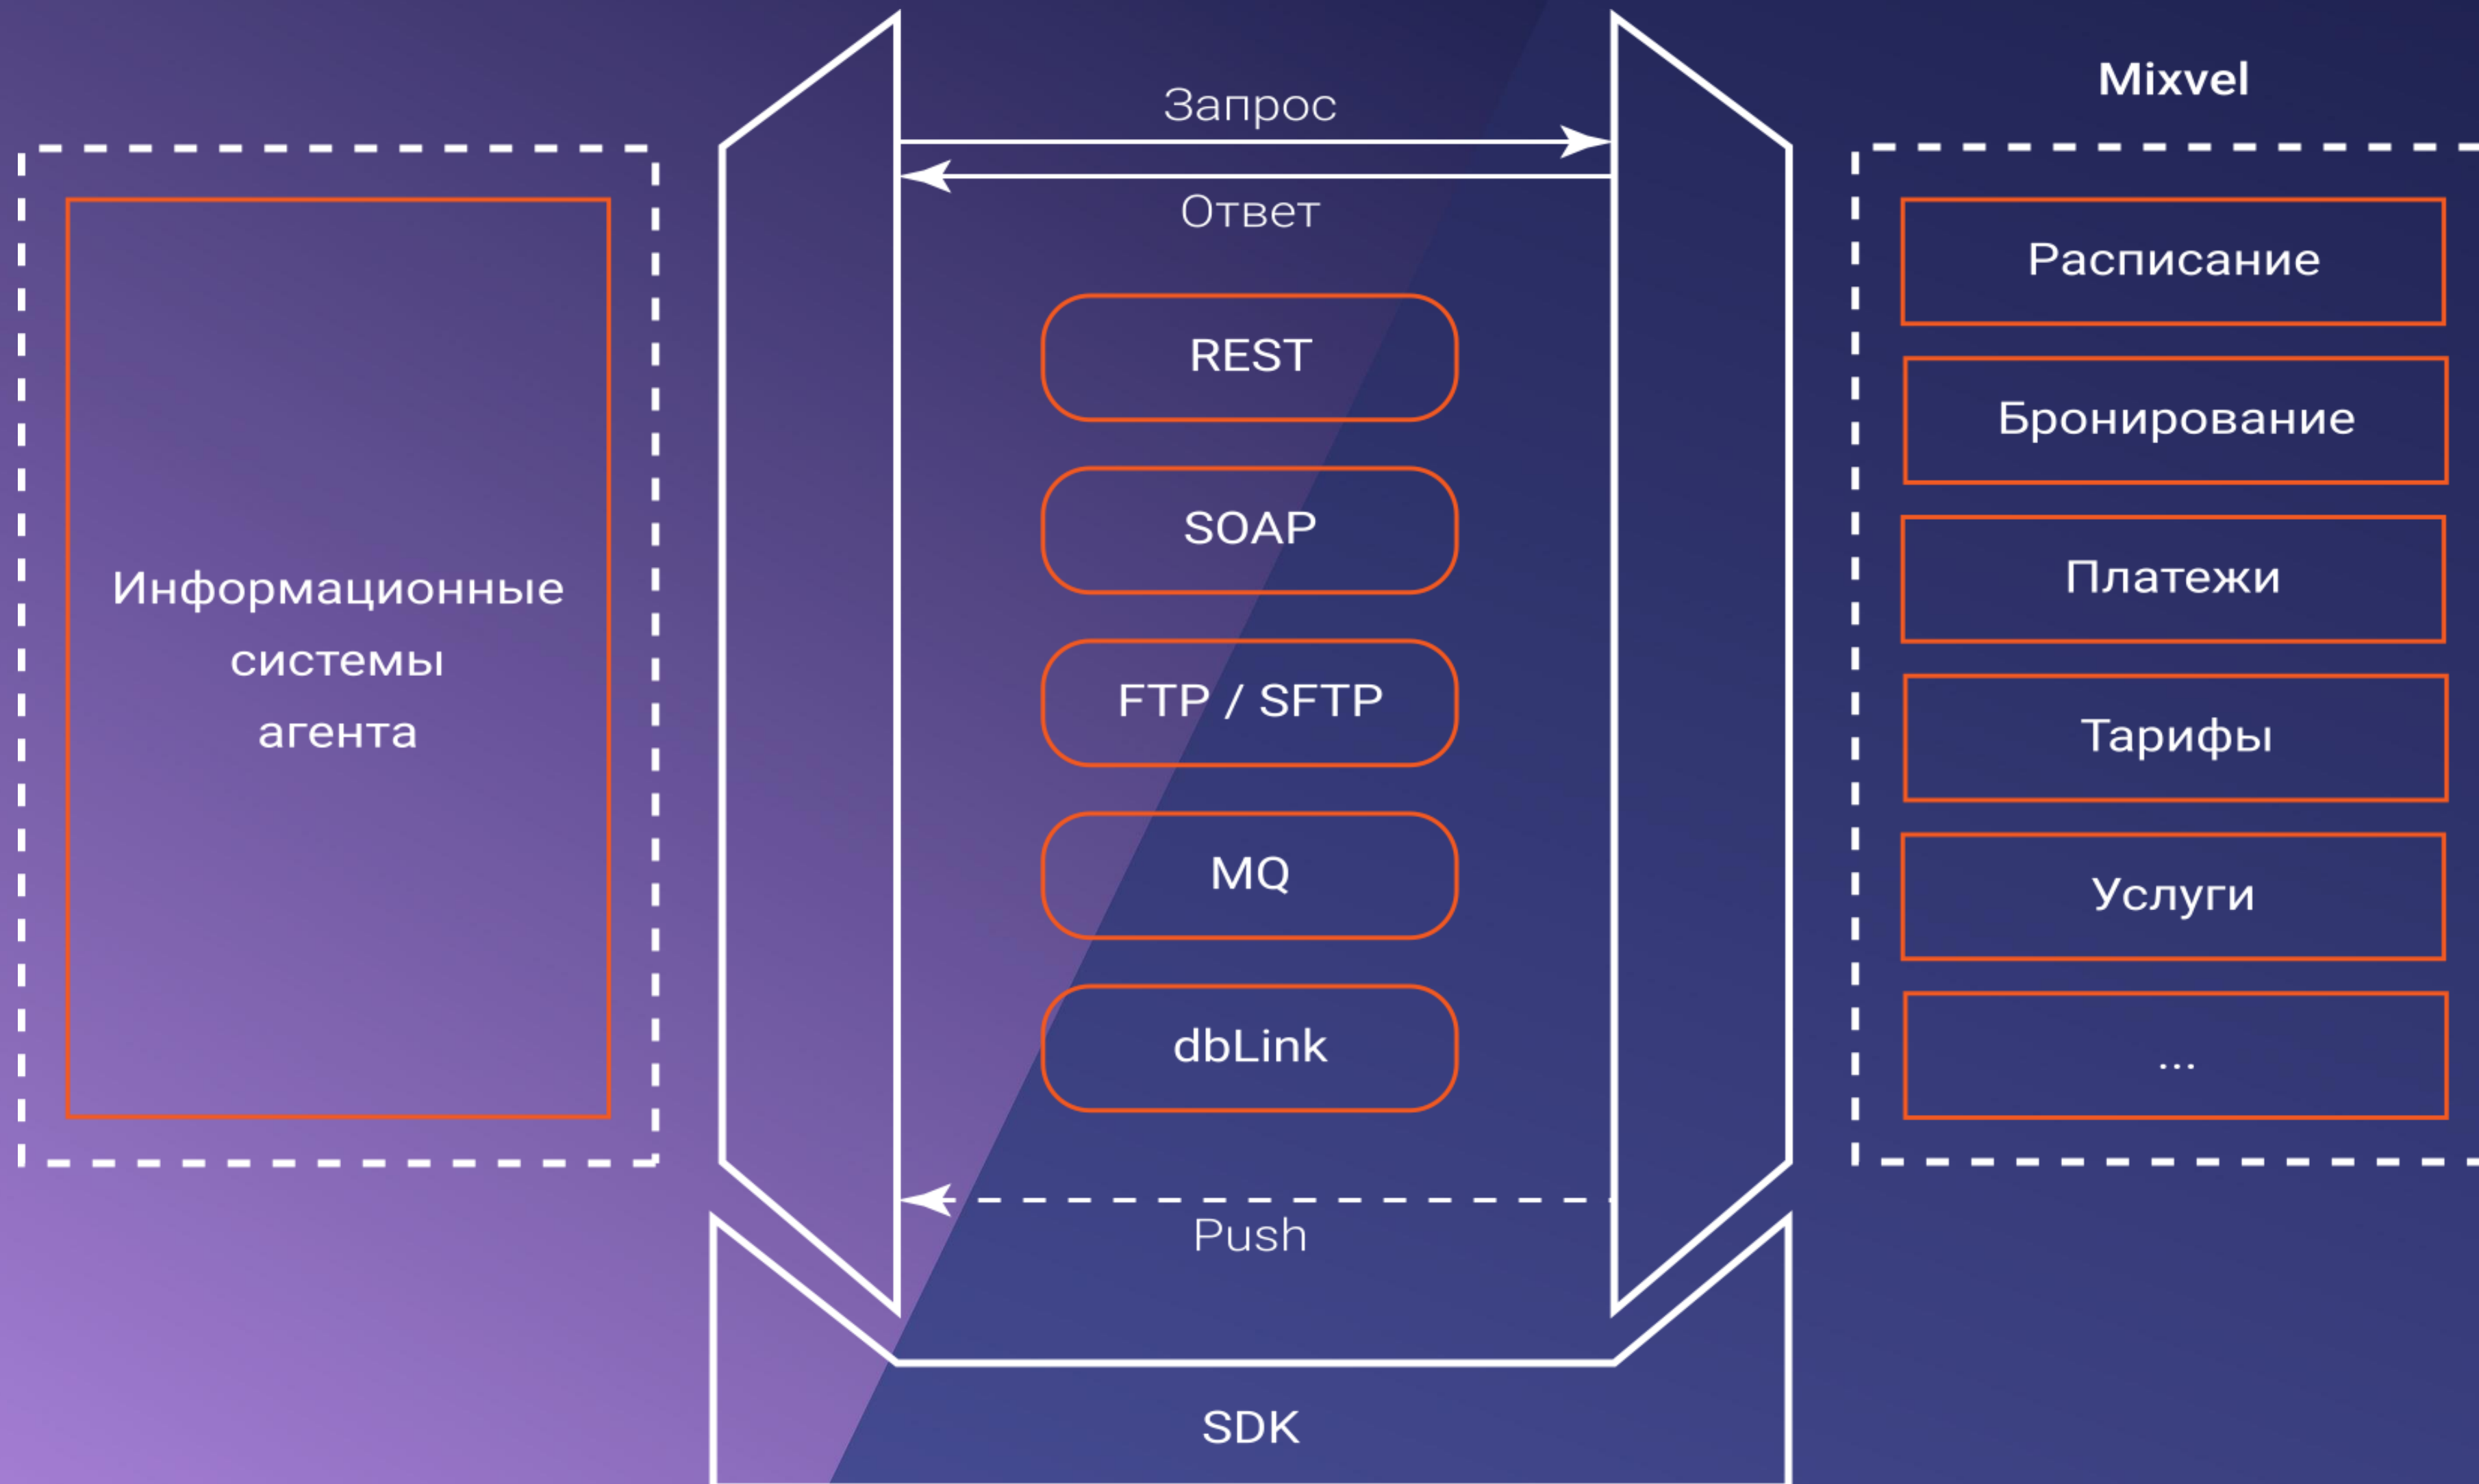 Информационные
системы
агента
Запрос
Ответ
REST
SOAP
FTP / SFTP
MQ
dbLink
Push
SDK
Mixvel
Расписание
Бронирование
Платежи
Тарифы
Услуги
...